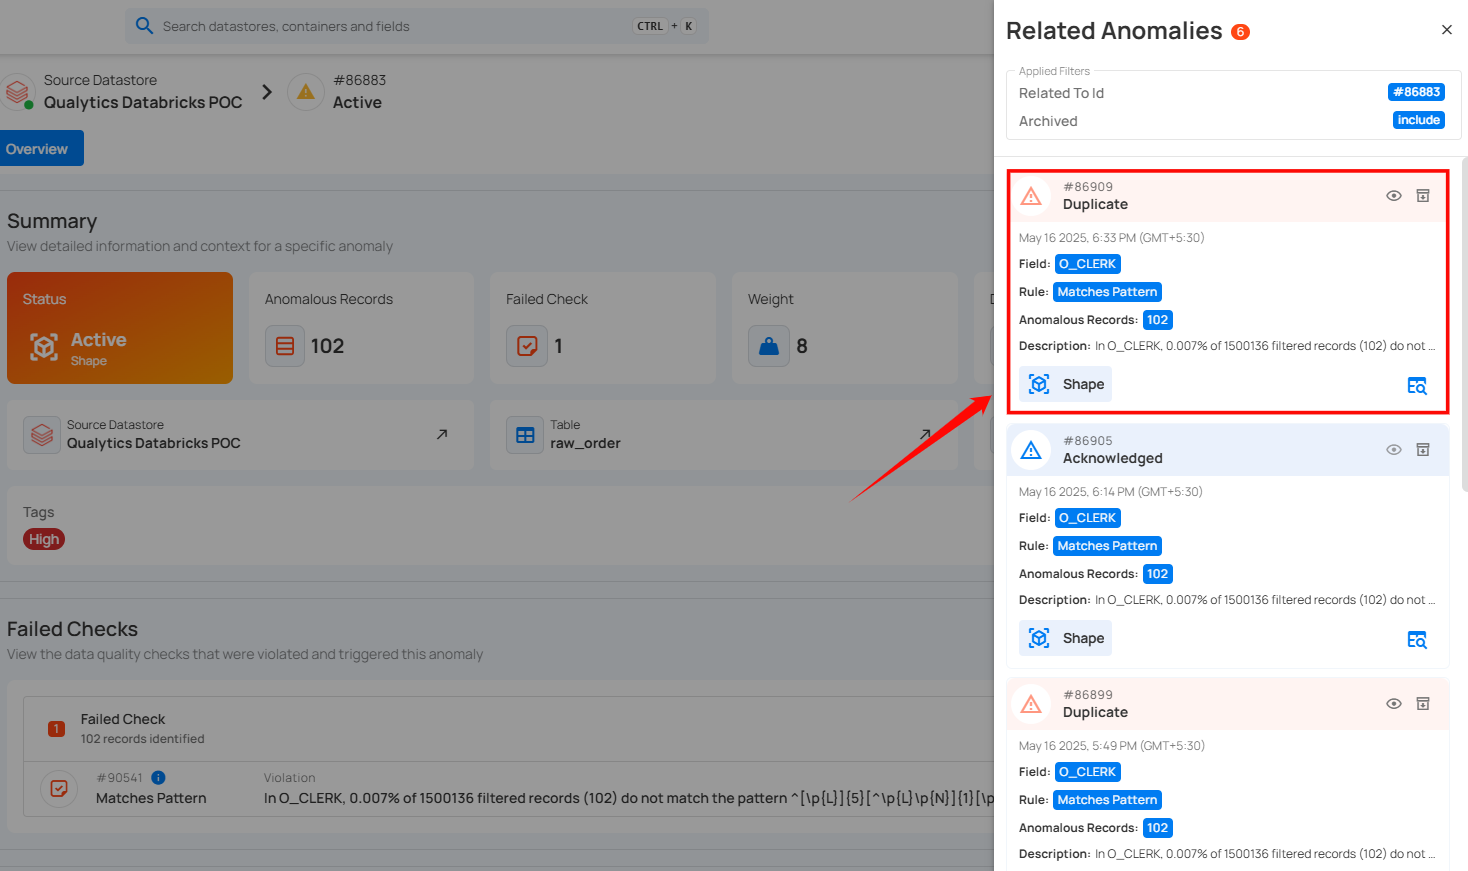 Search datastores, containers and fields
CTRL + K
Source Datastore
Qualytics Databricks POC
#86883
Active
Overview
Summary
View detailed information and context for a specific anomaly
Status
Active
Shape
Anomalous Records
102
Failed Check
1
Weight
8
Source Datastore
Qualytics Databricks POC
Table
raw_order
Tags
High
Failed Checks
View the data quality checks that were violated and triggered this anomaly
1
Failed Check
102 records identified
#90541
Matches Pattern
Violation
In O_CLERK, 0.007% of 1500136 filtered records (102) do not match the pattern ^[\p{L}]{5}[^\p{L}\p{N}]{1}[\p
Related Anomalies 6
Applied Filters
Related To Id #86883
Archived include
#86909
Duplicate
May 16 2025, 6:33 PM (GMT+5:30)
Field: O_CLERK
Rule: Matches Pattern
Anomalous Records: 102
Description: In O_CLERK, 0.007% of 1500136 filtered records (102) do not ...
Shape
#86905
Acknowledged
May 16 2025, 6:14 PM (GMT+5:30)
Field: O_CLERK
Rule: Matches Pattern
Anomalous Records: 102
Description: In O_CLERK, 0.007% of 1500136 filtered records (102) do not ...
Shape
#86899
Duplicate
May 16 2025, 5:49 PM (GMT+5:30)
Field: O_CLERK
Rule: Matches Pattern
Anomalous Records: 102
Description: In O_CLERK, 0.007% of 1500136 filtered records (102) do not ...